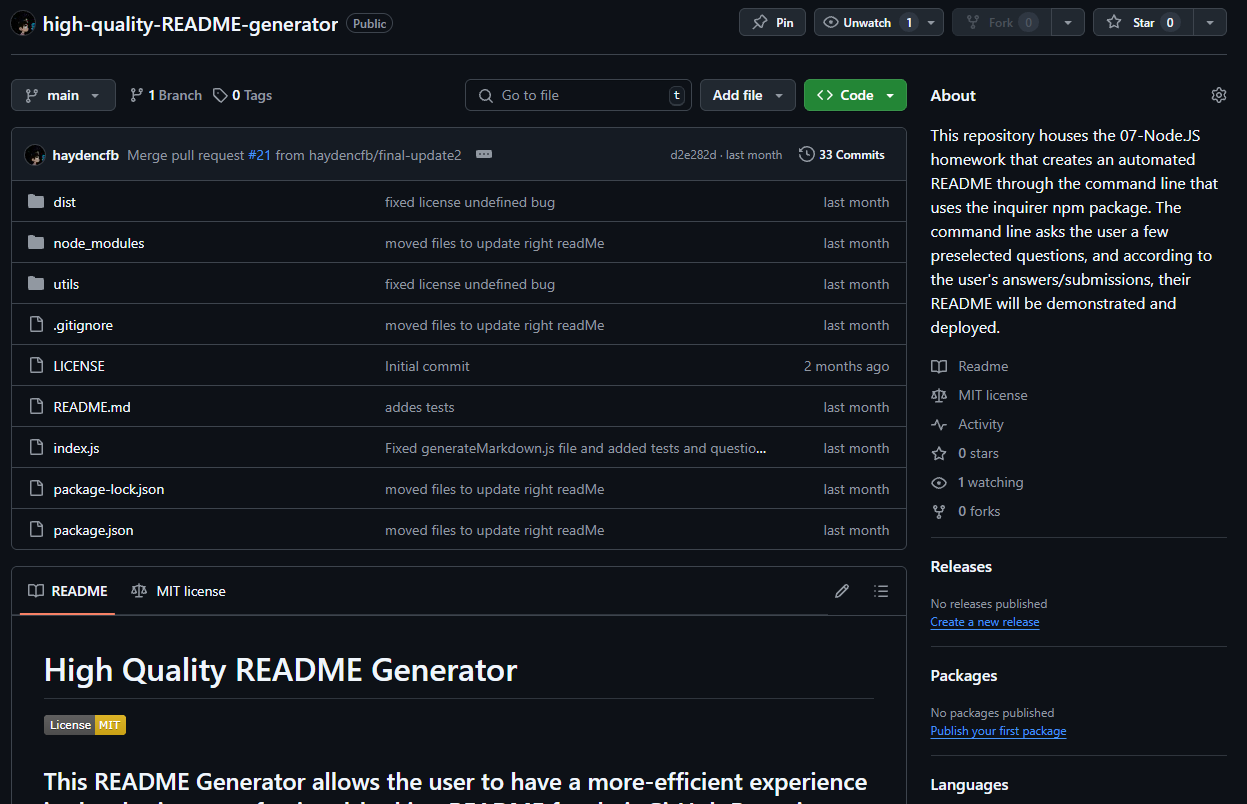 high-quality-README-generator Public Pin Unwatch 1 Fork 0 Star 0
main 1 Branch 0 Tags Go to file t Add file Code
haydencfb Merge pull request #21 from haydencfb/final-update2 d2e282d · last month 33 Commits
dist fixed license undefined bug last month
node_modules moved files to update right readMe last month
utils fixed license undefined bug last month
.gitignore moved files to update right readMe last month
LICENSE Initial commit 2 months ago
README.md addes tests last month
index.js Fixed generateMarkdown.js file and added tests and questio... last month
package-lock.json moved files to update right readMe last month
package.json moved files to update right readMe last month
README MIT license
High Quality README Generator
License MIT
This README Generator allows the user to have a more-efficient experience
About
This repository houses the 07-Node.JS
homework that creates an automated
README through the command line that
uses the inquirer npm package. The
command line asks the user a few
preselected questions, and according to
the user's answers/submissions, their
README will be demonstrated and
deployed.
Readme
MIT license
Activity
0 stars
1 watching
0 forks
Releases
No releases published
Create a new release
Packages
No packages published
Publish your first package
Languages